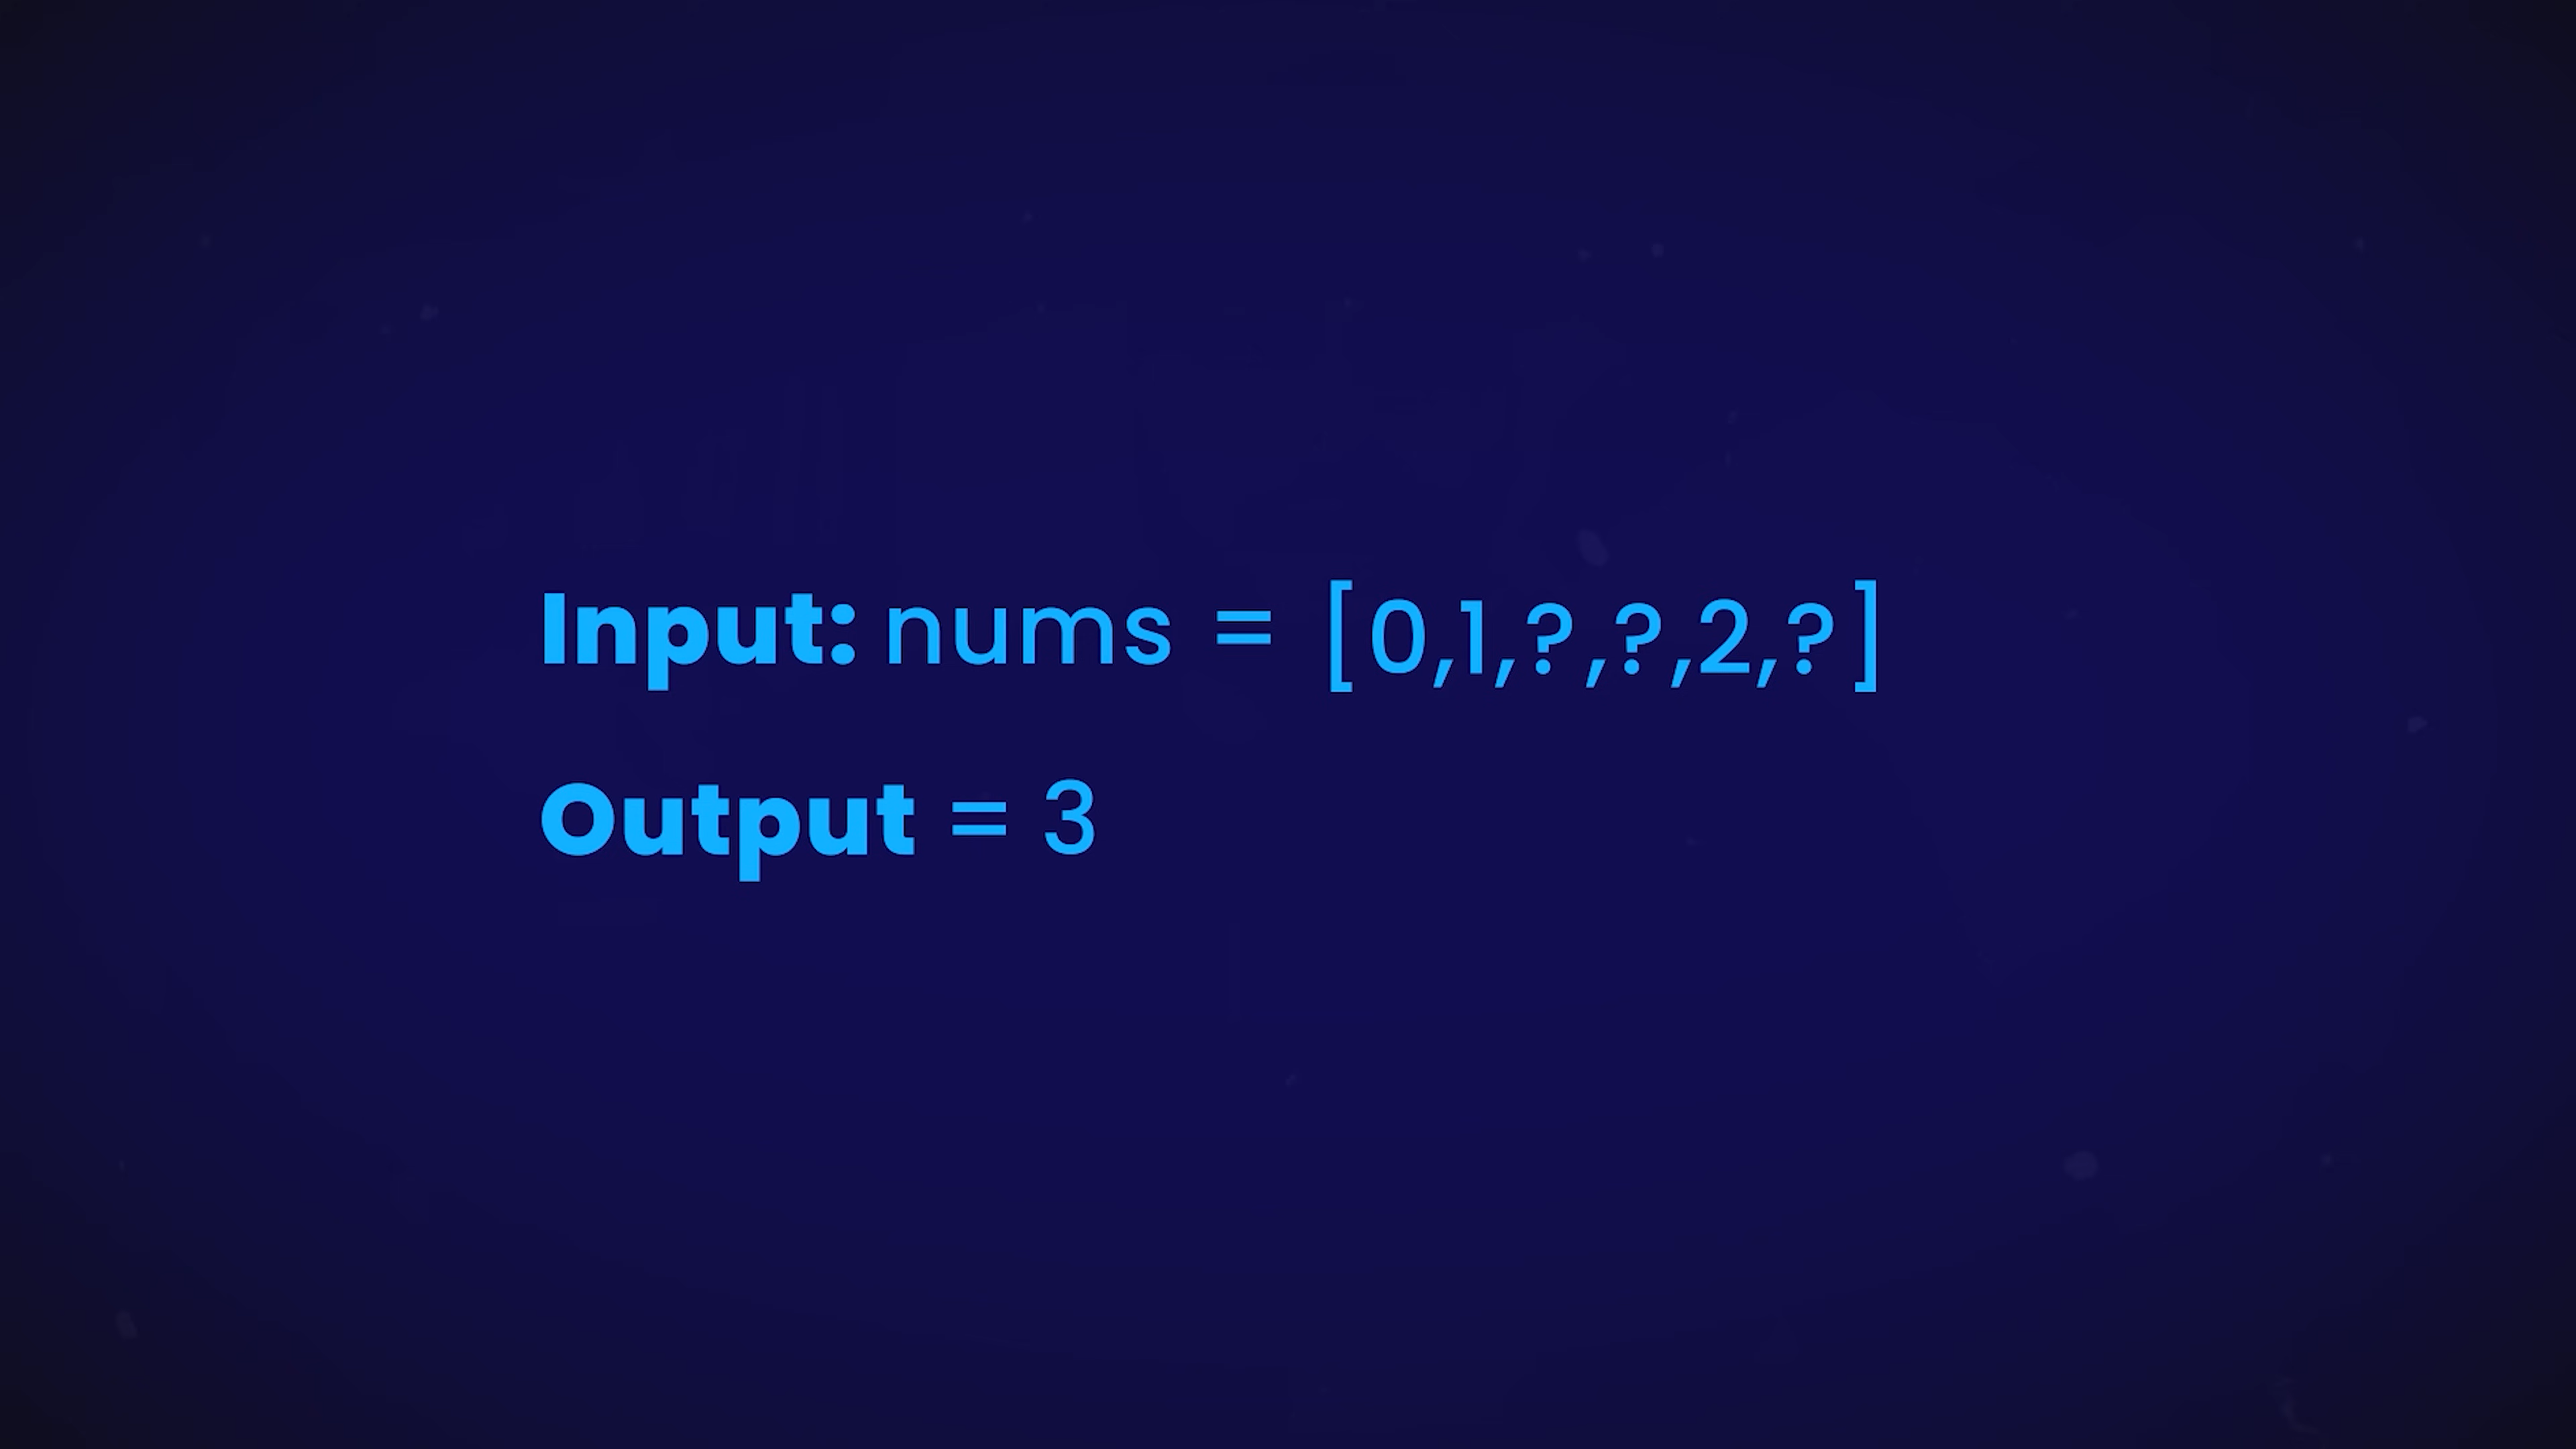 Input: nums = [0,1,?,?,2,?]
Output = 3